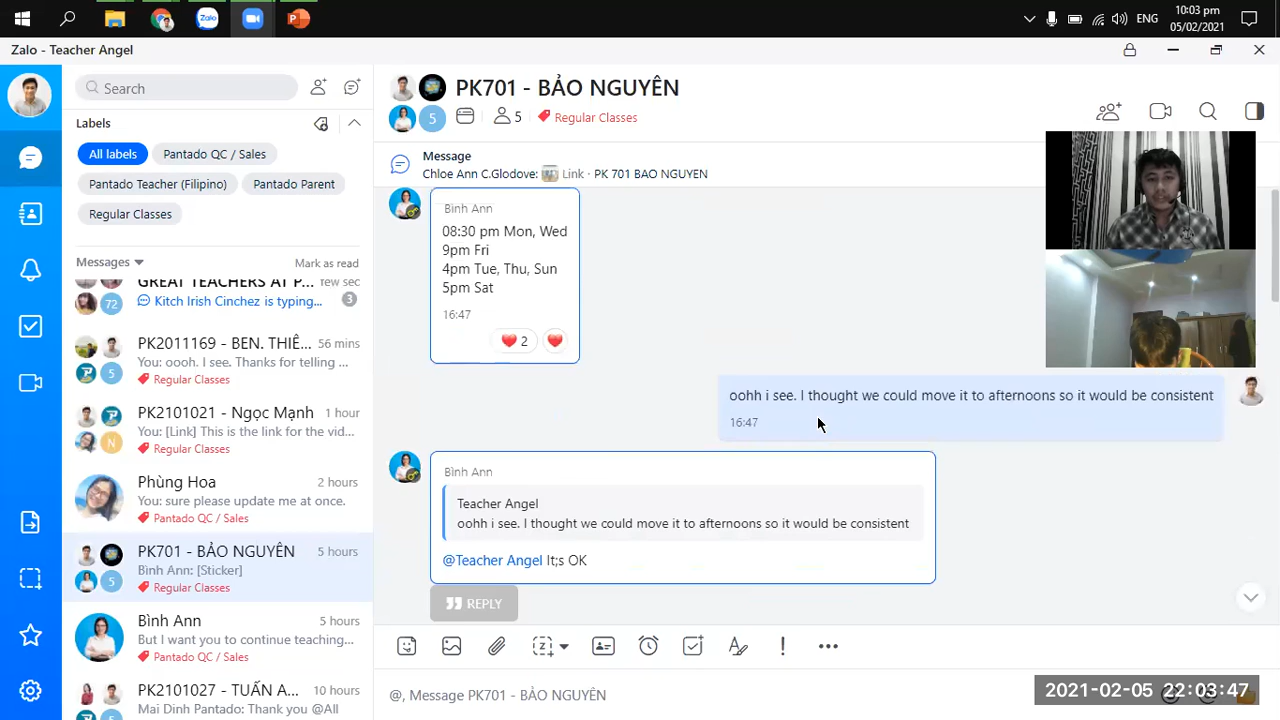 10:03 pm
ENG
05/02/2021
Zalo
Zalo - Teacher Angel
Search
Labels
All labels
Pantado QC / Sales
Pantado Teacher (Filipino)
Pantado Parent
Regular Classes
Messages
Mark as read
GREAT TEACHERS AT P...
few sec
72
Kitch Irish Cinchez is typing...
3
PK2011169 - BEN. THIÊ...
56 mins
You: oooh. I see. Thanks for telling ...
5
Regular Classes
PK2101021 - Ngọc Mạnh
1 hour
You: [Link] This is the link for the vid...
N
Regular Classes
Phùng Hoa
2 hours
You: sure please update me at once.
Pantado QC / Sales
PK701 - BẢO NGUYÊN
5 hours
Bình Ann: [Sticker]
5
Regular Classes
Bình Ann
5 hours
But I want you to continue teaching...
Pantado QC / Sales
PK2101027 - TUẤN A...
10 hours
Mai Dinh Pantado: Thank you @All
5
PK701 - BẢO NGUYÊN
5
5
Regular Classes
Message
Chloe Ann C.Glodove: Link · PK 701 BAO NGUYEN
Bình Ann
08:30 pm Mon, Wed
9pm Fri
4pm Tue, Thu, Sun
5pm Sat
16:47
2
oohh i see. I thought we could move it to afternoons so it would be consistent
16:47
Bình Ann
Teacher Angel
oohh i see. I thought we could move it to afternoons so it would be consistent
@Teacher Angel It;s OK
REPLY
@, Message PK701 - BẢO NGUYÊN
2021-02-05 22:03:47